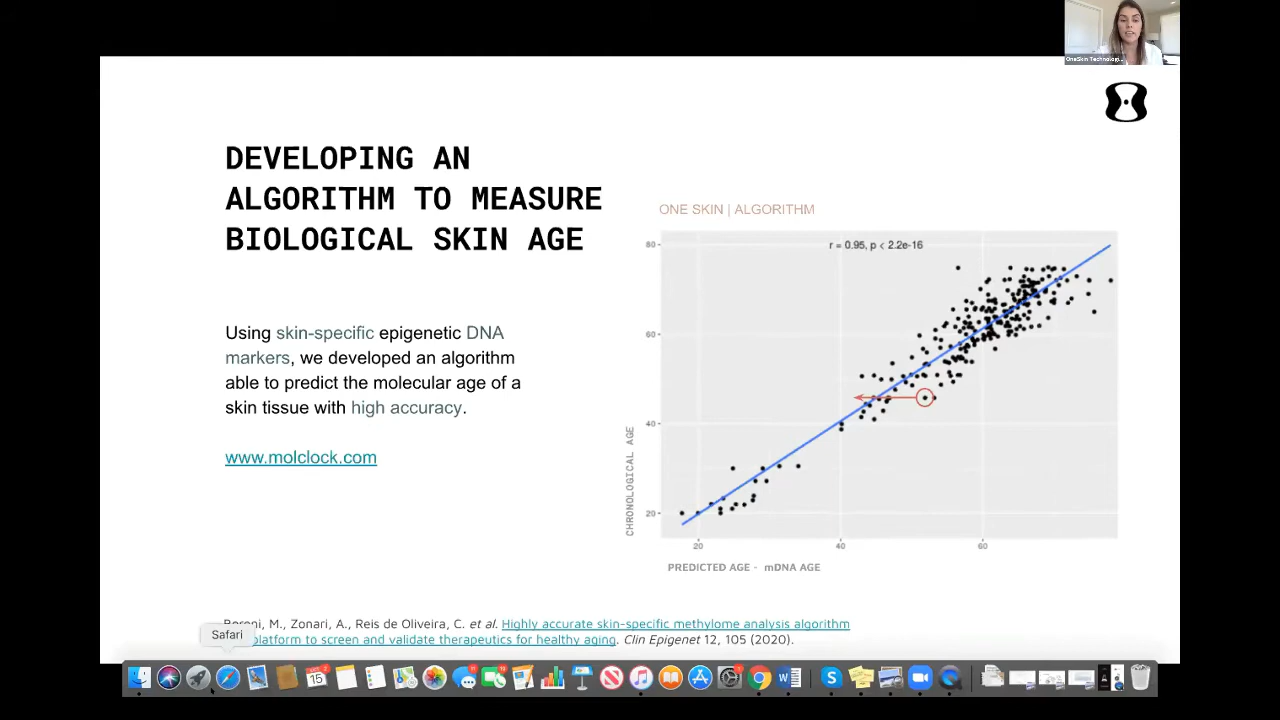 OneSkin Technologi...
DEVELOPING AN
ALGORITHM TO MEASURE
BIOLOGICAL SKIN AGE
Using skin-specific epigenetic DNA
markers, we developed an algorithm
able to predict the molecular age of a
skin tissue with high accuracy.
www.molclock.com
ONE SKIN | ALGORITHM
r = 0.95, p < 2.2e-16
80
60
40
20
CHRONOLOGICAL AGE
20 40 60
PREDICTED AGE - mDNA AGE
Boroni, M., Zonari, A., Reis de Oliveira, C. et al. Highly accurate skin-specific methylome analysis algorithm
platform to screen and validate therapeutics for healthy aging. Clin Epigenet 12, 105 (2020).
Safari
15